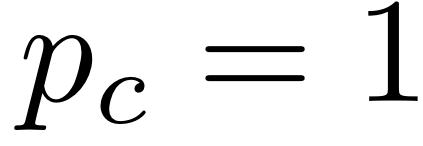 p_c = 1